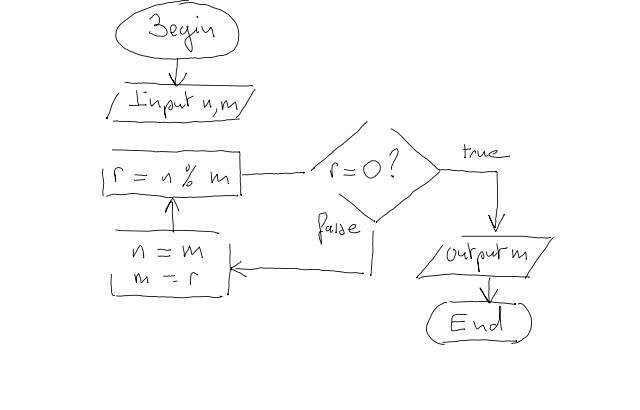 Begin
Input n, m
r = n % m
r = 0 ?
true
false
n = m
m = r
output m
End